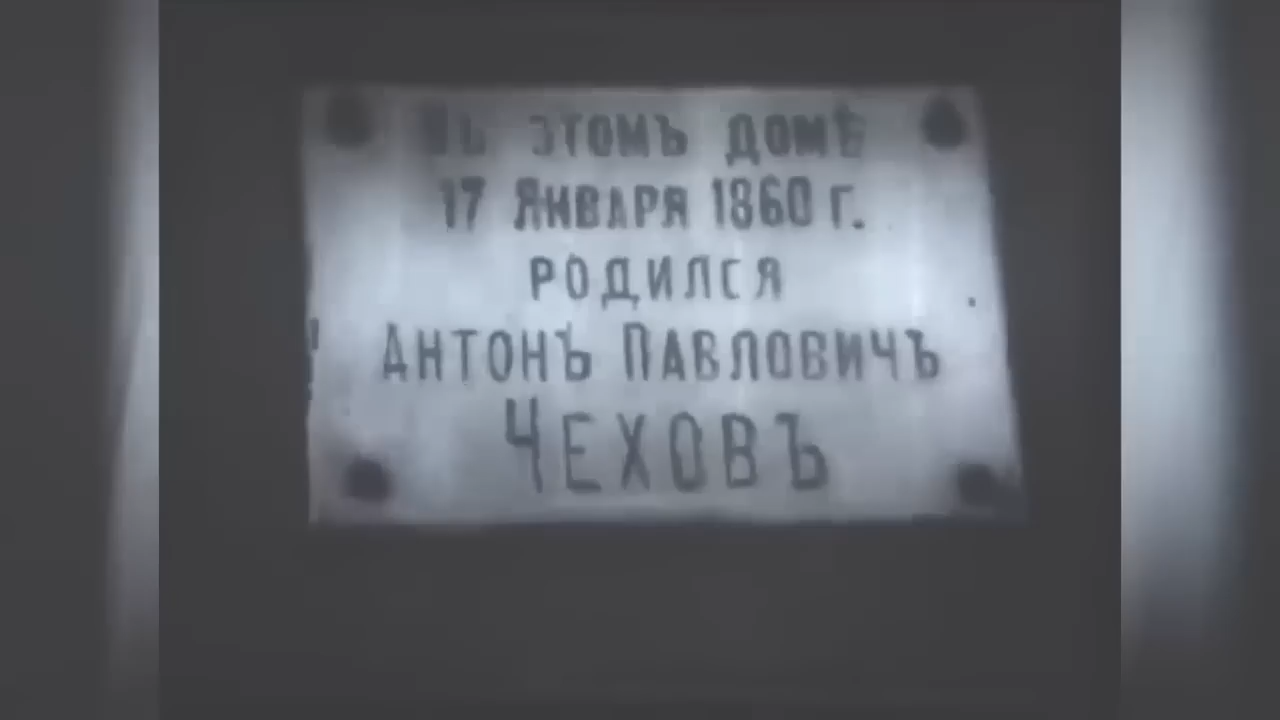 Въ этомъ домѣ
17 Января 1860 г.
родился
Антонъ Павловичъ
Чеховъ